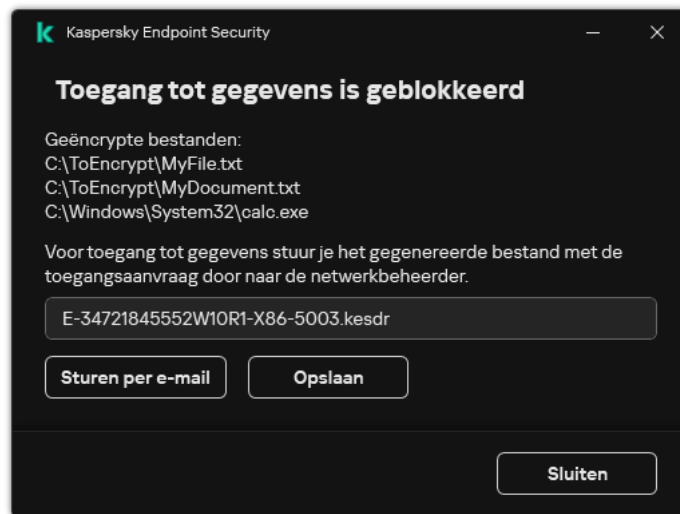 Kaspersky Endpoint Security
Toegang tot gegevens is geblokkeerd
Geëncrypte bestanden:
C:\ToEncrypt\MyFile.txt
C:\ToEncrypt\MyDocument.txt
C:\Windows\System32\calc.exe
Voor toegang tot gegevens stuur je het gegenereerde bestand met de
toegangsaanvraag door naar de netwerkbeheerder.
E-34721845552W10R1-X86-5003.kesdr
Sturen per e-mail
Opslaan
Sluiten